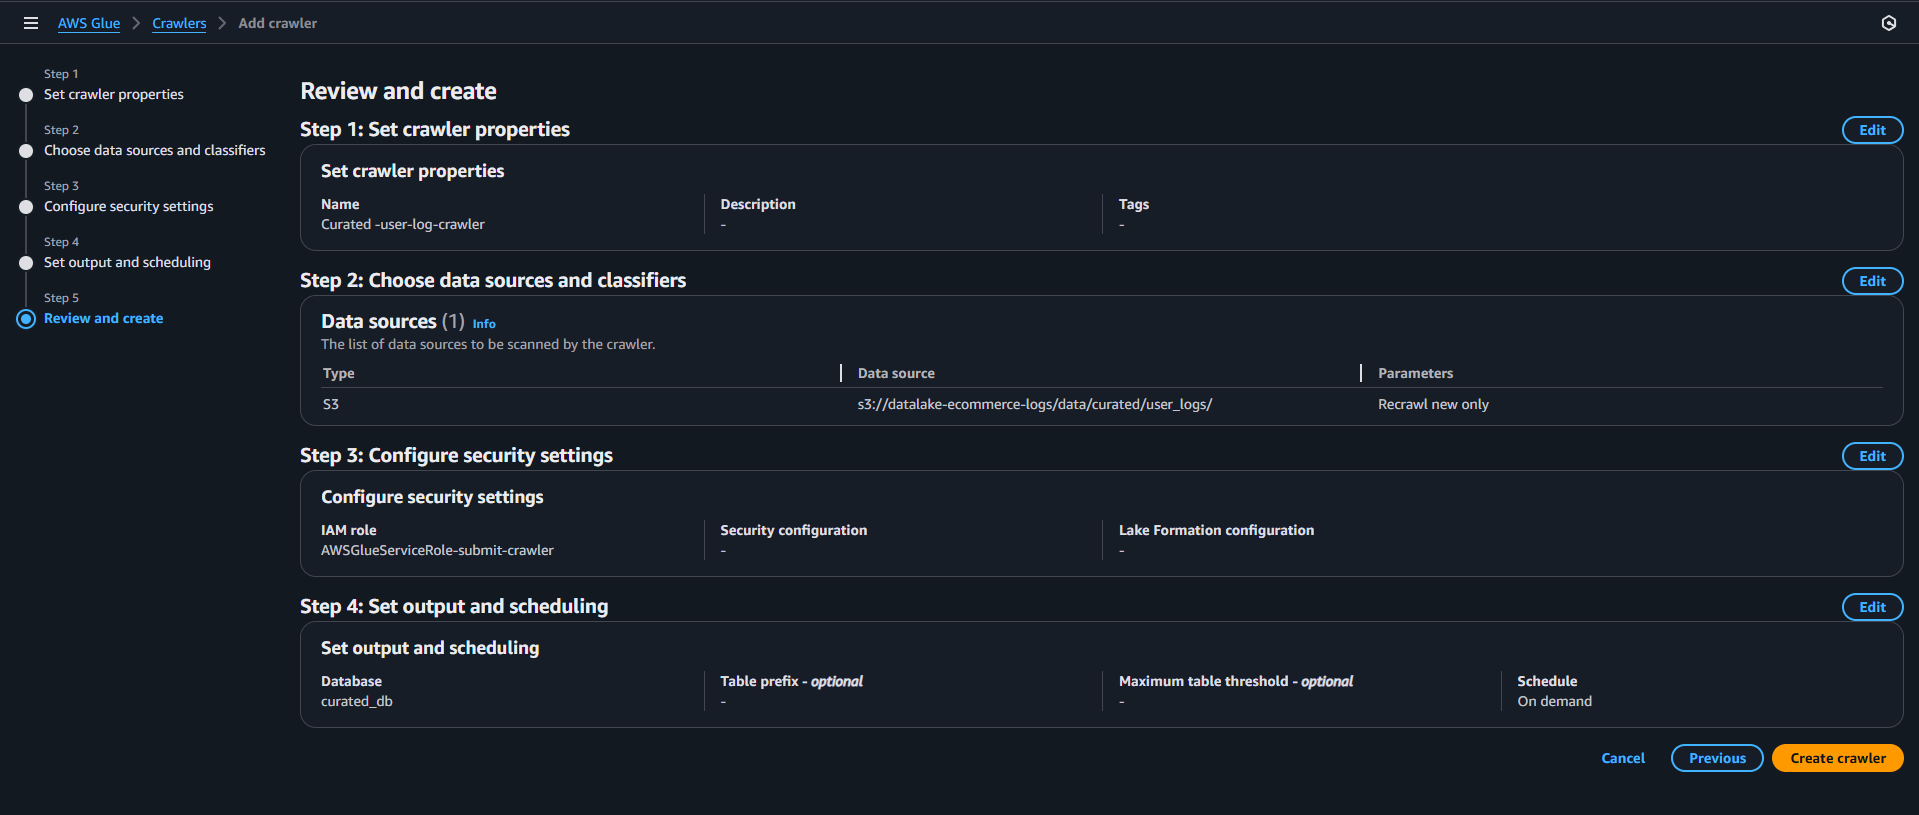 AWS Glue > Crawlers > Add crawler
Step 1
Set crawler properties
Step 2
Choose data sources and classifiers
Step 3
Configure security settings
Step 4
Set output and scheduling
Step 5
Review and create
Review and create
Step 1: Set crawler properties
Edit
Set crawler properties
Name
Curated -user-log-crawler
Description
-
Tags
-
Step 2: Choose data sources and classifiers
Edit
Data sources (1) Info
The list of data sources to be scanned by the crawler.
Type Data source Parameters
S3 s3://datalake-ecommerce-logs/data/curated/user_logs/ Recrawl new only
Step 3: Configure security settings
Edit
Configure security settings
IAM role
AWSGlueServiceRole-submit-crawler
Security configuration
-
Lake Formation configuration
-
Step 4: Set output and scheduling
Edit
Set output and scheduling
Database
curated_db
Table prefix - optional
-
Maximum table threshold - optional
-
Schedule
On demand
Cancel
Previous
Create crawler